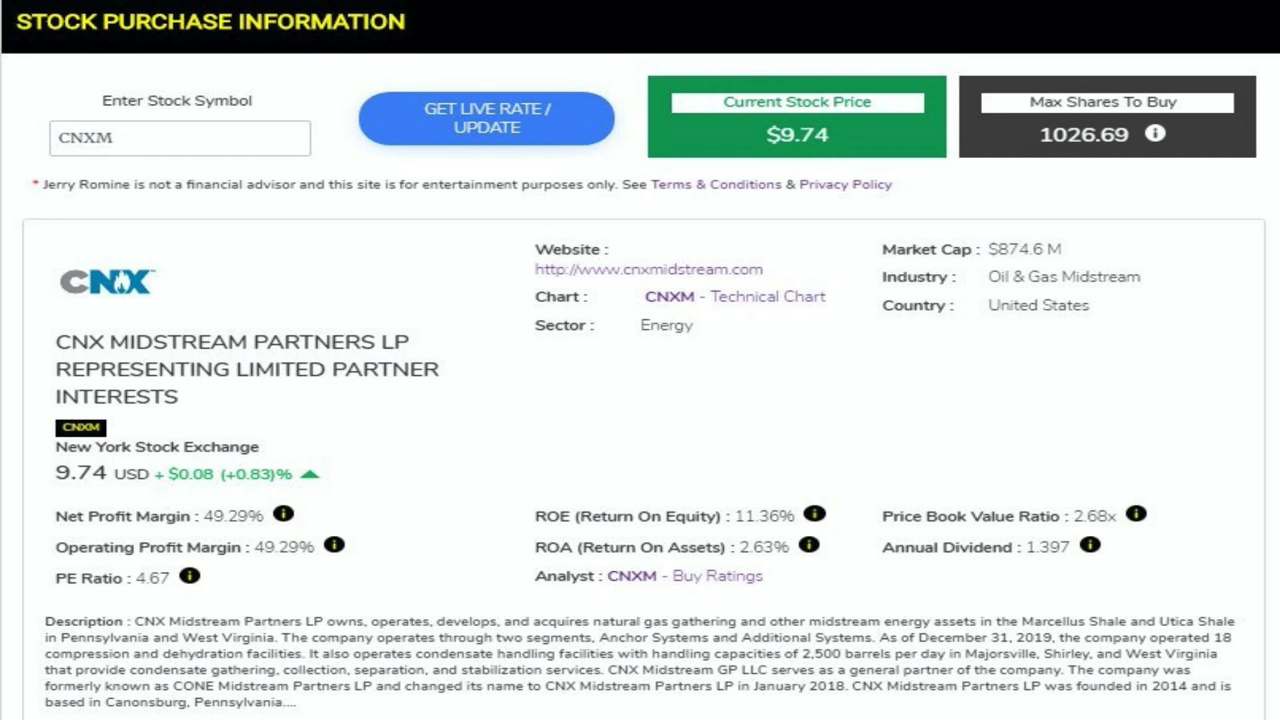 STOCK PURCHASE INFORMATION
Enter Stock Symbol
CNXM
GET LIVE RATE /
UPDATE
Current Stock Price
$9.74
Max Shares To Buy
1026.69
* Jerry Romine is not a financial advisor and this site is for entertainment purposes only. See Terms & Conditions & Privacy Policy
CNX
CNX MIDSTREAM PARTNERS LP
REPRESENTING LIMITED PARTNER
INTERESTS
CNXM
New York Stock Exchange
9.74 USD + $0.08 (+0.83)%
Website :
http://www.cnxmidstream.com
Chart : CNXM - Technical Chart
Sector : Energy
Market Cap : $874.6 M
Industry : Oil & Gas Midstream
Country : United States
Net Profit Margin : 49.29%
Operating Profit Margin : 49.29%
PE Ratio : 4.67
ROE (Return On Equity) : 11.36%
ROA (Return On Assets) : 2.63%
Analyst : CNXM - Buy Ratings
Price Book Value Ratio : 2.68x
Annual Dividend : 1.397
Description : CNX Midstream Partners LP owns, operates, develops, and acquires natural gas gathering and other midstream energy assets in the Marcellus Shale and Utica Shale
in Pennsylvania and West Virginia. The company operates through two segments, Anchor Systems and Additional Systems. As of December 31, 2019, the company operated 18
compression and dehydration facilities. It also operates condensate handling facilities with handling capacities of 2,500 barrels per day in Majorsville, Shirley, and West Virginia
that provide condensate gathering, collection, separation, and stabilization services. CNX Midstream GP LLC serves as a general partner of the company. The company was
formerly known as CONE Midstream Partners LP and changed its name to CNX Midstream Partners LP in January 2018. CNX Midstream Partners LP was founded in 2014 and is
based in Canonsburg, Pennsylvania....